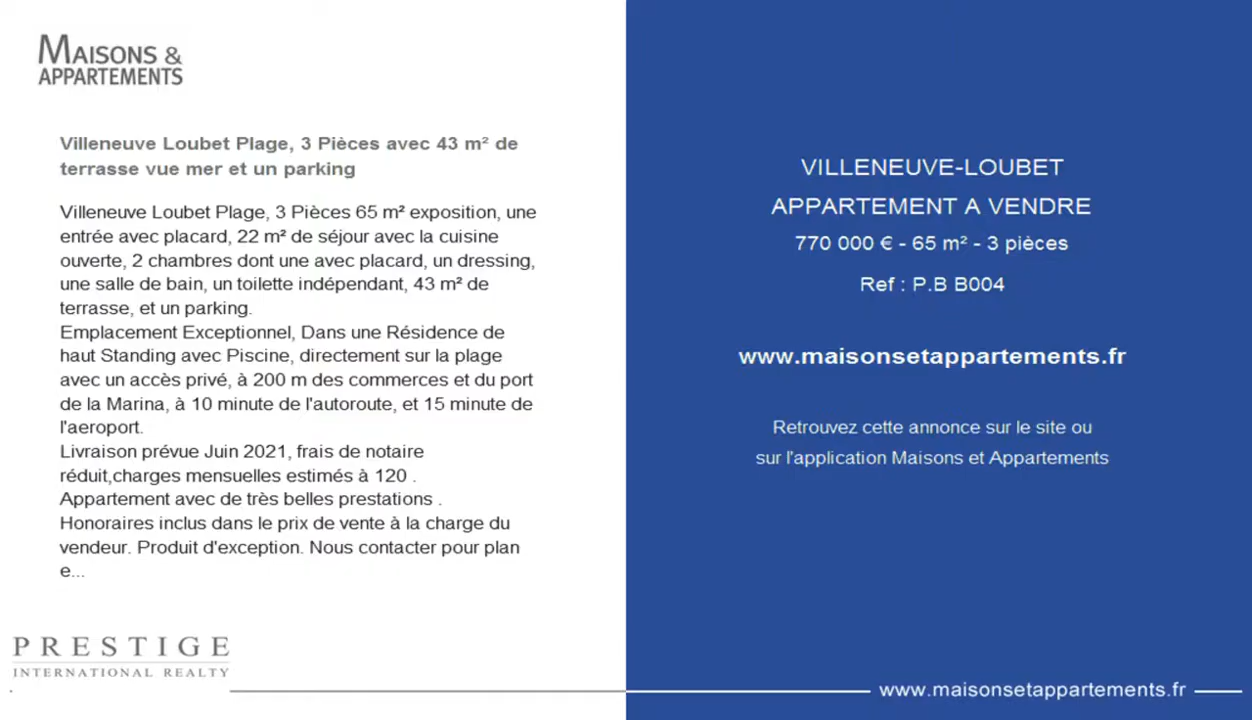 MAISONS &
APPARTEMENTS
Villeneuve Loubet Plage, 3 Pièces avec 43 m² de
terrasse vue mer et un parking
Villeneuve Loubet Plage, 3 Pièces 65 m² exposition, une
entrée avec placard, 22 m² de séjour avec la cuisine
ouverte, 2 chambres dont une avec placard, un dressing,
une salle de bain, un toilette indépendant, 43 m² de
terrasse, et un parking.
Emplacement Exceptionnel, Dans une Résidence de
haut Standing avec Piscine, directement sur la plage
avec un accès privé, à 200 m des commerces et du port
de la Marina, à 10 minute de l'autoroute, et 15 minute de
l'aeroport.
Livraison prévue Juin 2021, frais de notaire
réduit,charges mensuelles estimés à 120 .
Appartement avec de très belles prestations .
Honoraires inclus dans le prix de vente à la charge du
vendeur. Produit d'exception. Nous contacter pour plan
e...
PRESTIGE
INTERNATIONAL REALTY
VILLENEUVE-LOUBET
APPARTEMENT A VENDRE
770 000 € - 65 m² - 3 pièces
Ref : P.B B004
www.maisonsetappartements.fr
Retrouvez cette annonce sur le site ou
sur l'application Maisons et Appartements
www.maisonsetappartements.fr